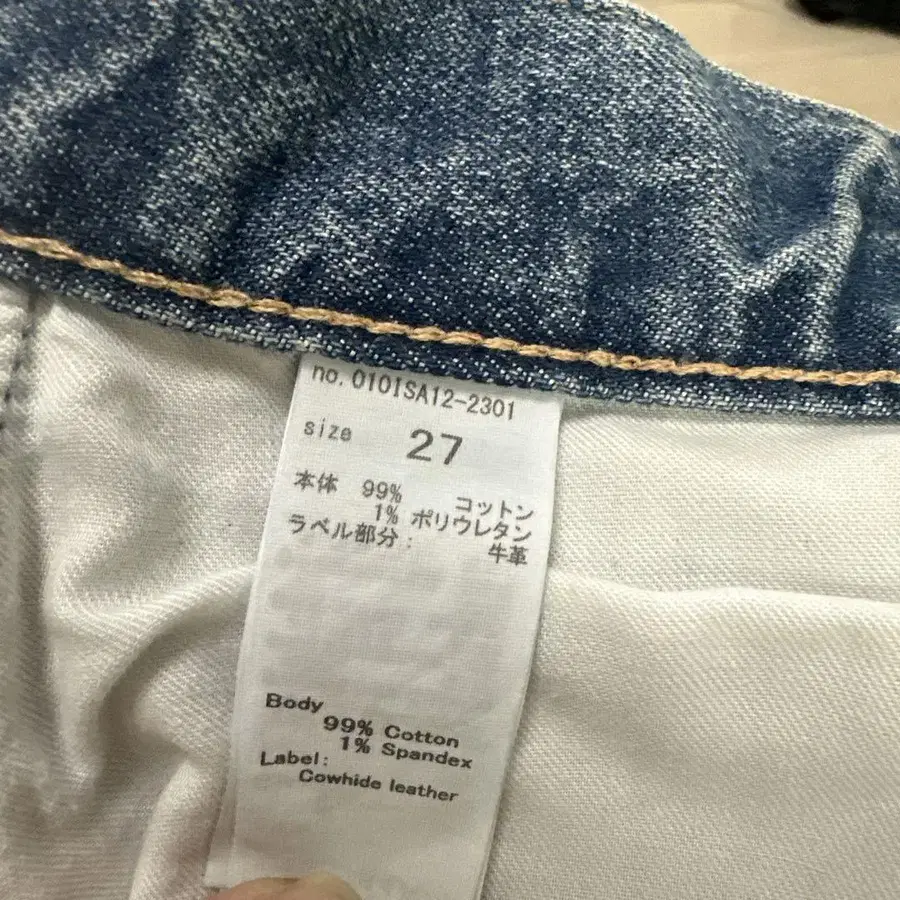 no. 010ISA12-2301
size 27
本体 99% コットン
1% ポリウレタン
ラベル部分: 牛革
Body
99% Cotton
1% Spandex
Label:
Cowhide leather